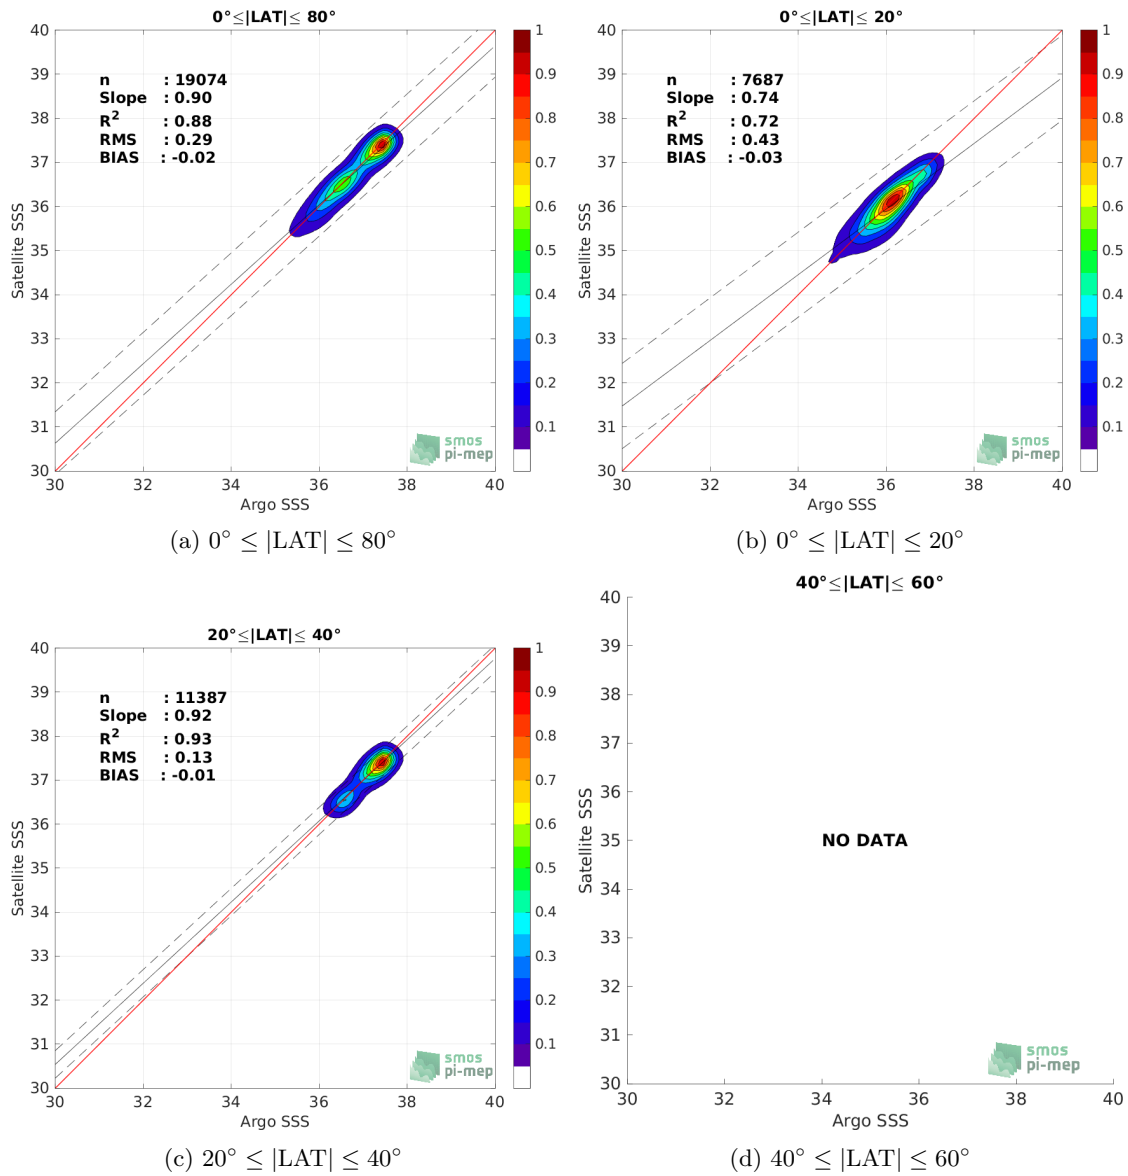 0°≤|LAT|≤ 80°
40
39
38
37
36
35
34
33
32
31
30
Satellite SSS
n : 19074
Slope : 0.90
R²  : 0.88
RMS : 0.29
BIAS : -0.02
1
0.9
0.8
0.7
0.6
0.5
0.4
0.3
0.2
0.1
smos
pi-mep
30 32 34 36 38 40
Argo SSS
(a) 0° ≤ |LAT| ≤ 80°
0°≤|LAT|≤ 20°
40
39
38
37
36
35
34
33
32
31
30
Satellite SSS
n : 7687
Slope : 0.74
R² : 0.72
RMS : 0.43
BIAS : -0.03
1
0.9
0.8
0.7
0.6
0.5
0.4
0.3
0.2
0.1
smos
pi-mep
30 32 34 36 38 40
Argo SSS
(b) 0° ≤ |LAT| ≤ 20°
20°≤|LAT|≤ 40°
40
39
38
37
36
35
34
33
32
31
30
Satellite SSS
n : 11387
Slope : 0.92
R² : 0.93
RMS : 0.13
BIAS : -0.01
1
0.9
0.8
0.7
0.6
0.5
0.4
0.3
0.2
0.1
smos
pi-mep
30 32 34 36 38 40
Argo SSS
(c) 20° ≤ |LAT| ≤ 40°
40°≤|LAT|≤ 60°
40
39
38
37
36
35
34
33
32
31
30
Satellite SSS
NO DATA
smos
pi-mep
30 32 34 36 38 40
Argo SSS
(d) 40° ≤ |LAT| ≤ 60°